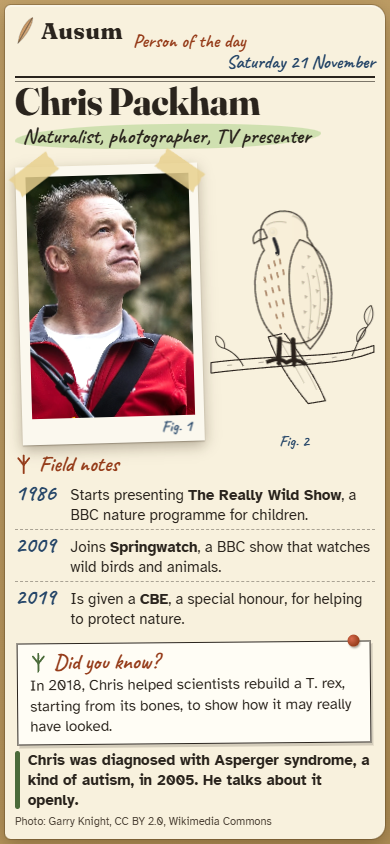 Ausum
Person of the day
Saturday 21 November
Chris Packham
Naturalist, photographer, TV presenter
Fig. 1
Fig. 2
Field notes
1986 Starts presenting The Really Wild Show, a
BBC nature programme for children.
2009 Joins Springwatch, a BBC show that watches
wild birds and animals.
2019 Is given a CBE, a special honour, for helping
to protect nature.
Did you know?
In 2018, Chris helped scientists rebuild a T. rex,
starting from its bones, to show how it may really
have looked.
Chris was diagnosed with Asperger syndrome, a
kind of autism, in 2005. He talks about it
openly.
Photo: Garry Knight, CC BY 2.0, Wikimedia Commons